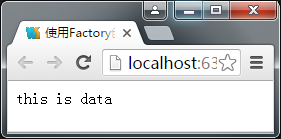 使用Factory
localhost:63
this is data